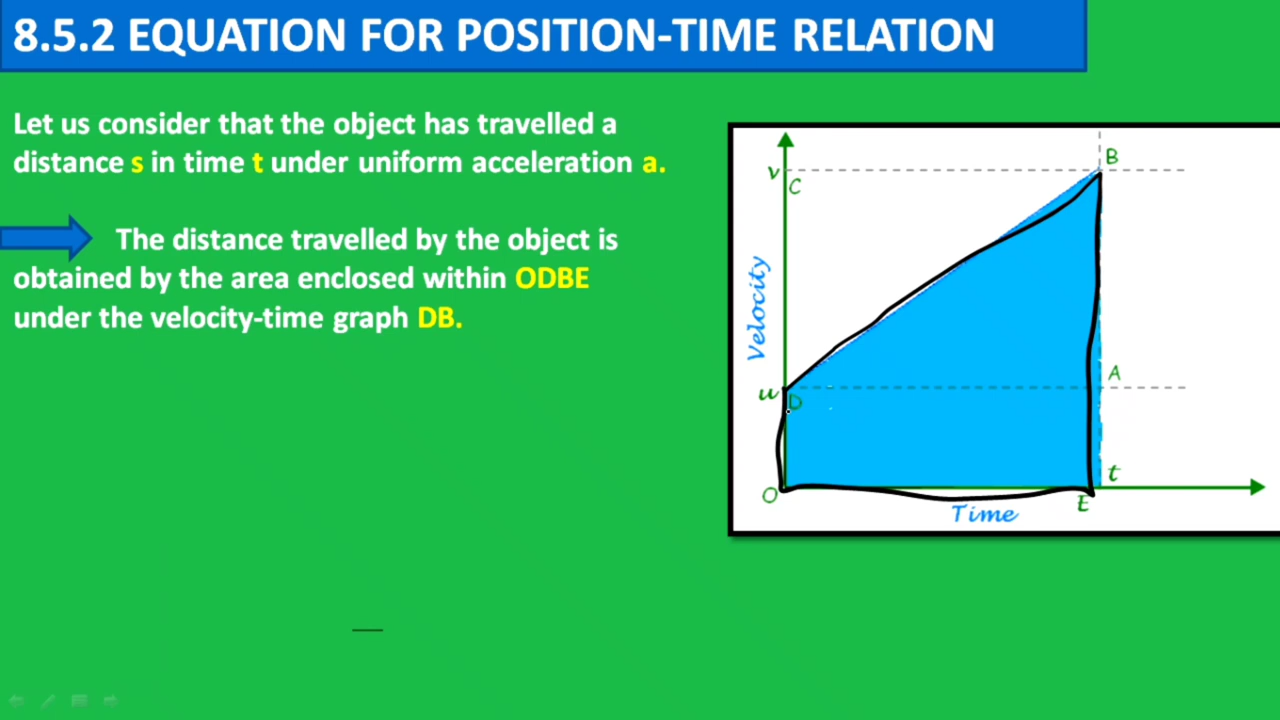 8.5.2 EQUATION FOR POSITION-TIME RELATION
Let us consider that the object has travelled a
distance s in time t under uniform acceleration a.
The distance travelled by the object is
obtained by the area enclosed within ODBE
under the velocity-time graph DB.
B
v
C
Velocity
A
u
D
t
O
E
Time